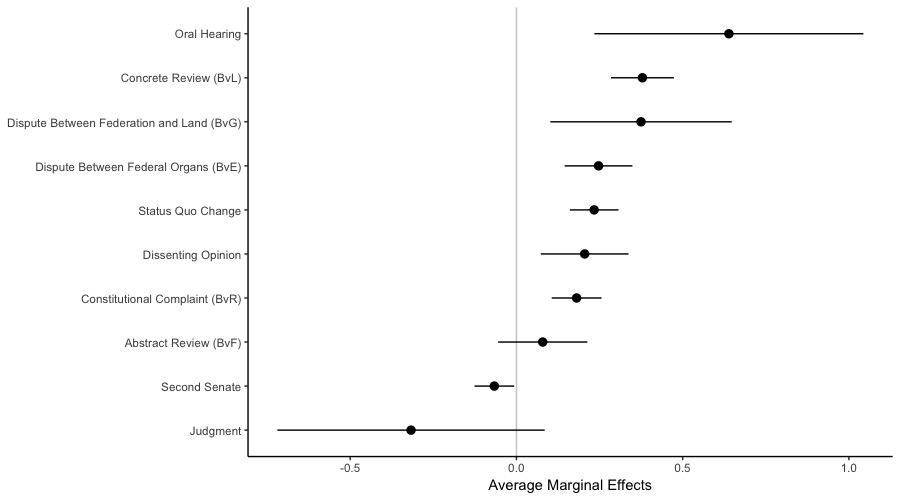 Oral Hearing
Concrete Review (BvL)
Dispute Between Federation and Land (BvG)
Dispute Between Federal Organs (BvE)
Status Quo Change
Dissenting Opinion
Constitutional Complaint (BvR)
Abstract Review (BvF)
Second Senate
Judgment
-0.5 0.0 0.5 1.0
Average Marginal Effects